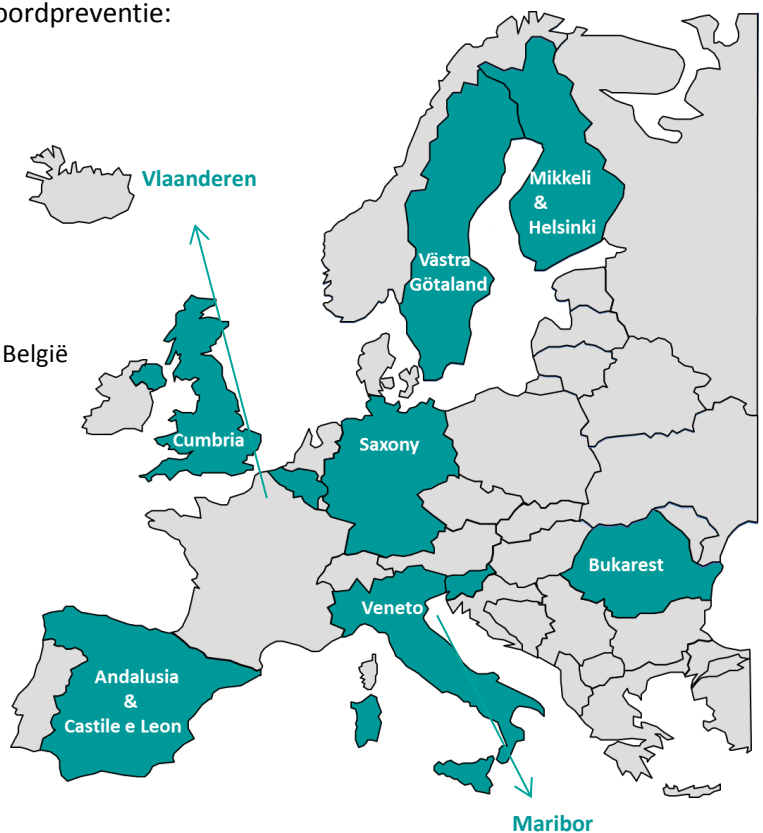 oordpreventie:
Vlaanderen
Mikkeli
&
Helsinki
Västra
Götaland
België
Cumbria
Saxony
Bukarest
Veneto
Andalusia
&
Castile e Leon
Maribor